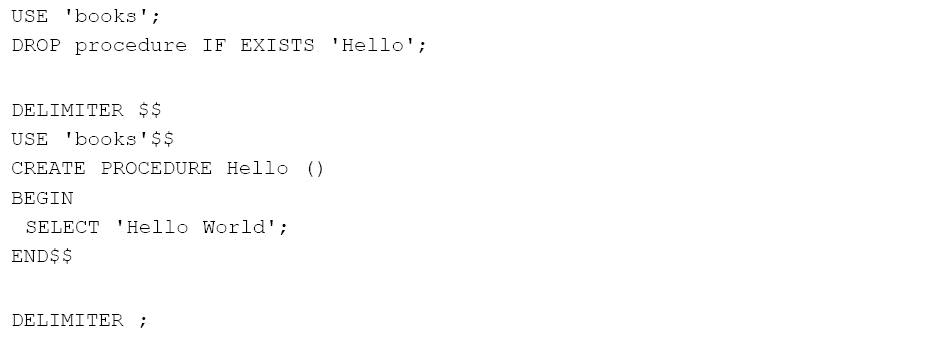 USE 'books';
DROP procedure IF EXISTS 'Hello';
DELIMITER $$
USE 'books'$$
CREATE PROCEDURE Hello ()
BEGIN
SELECT 'Hello World';
END$$
DELIMITER ;